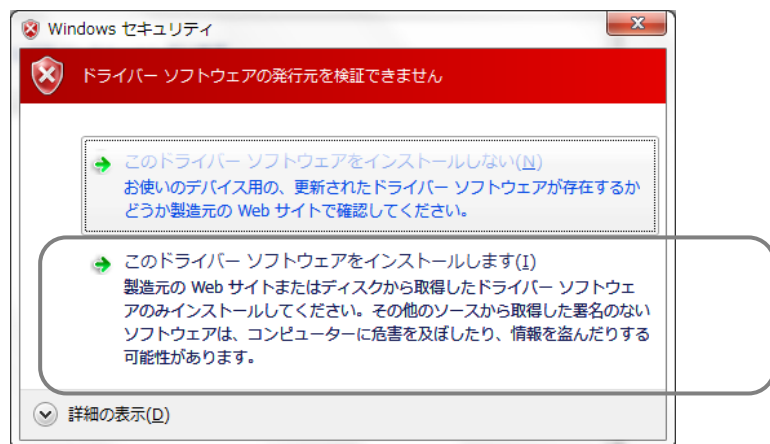 Windows セキュリティ
ドライバー ソフトウェアの発行元を検証できません
このドライバー ソフトウェアをインストールしない(N)
お使いのデバイス用の、更新されたドライバー ソフトウェアが存在するか
どうか製造元の Web サイトで確認してください。
このドライバー ソフトウェアをインストールします(I)
製造元の Web サイトまたはディスクから取得したドライバー ソフトウェ
アのみインストールしてください。その他のソースから取得した署名のない
ソフトウェアは、コンピューターに危害を及ぼしたり、情報を盗んだりする
可能性があります。
詳細の表示(D)